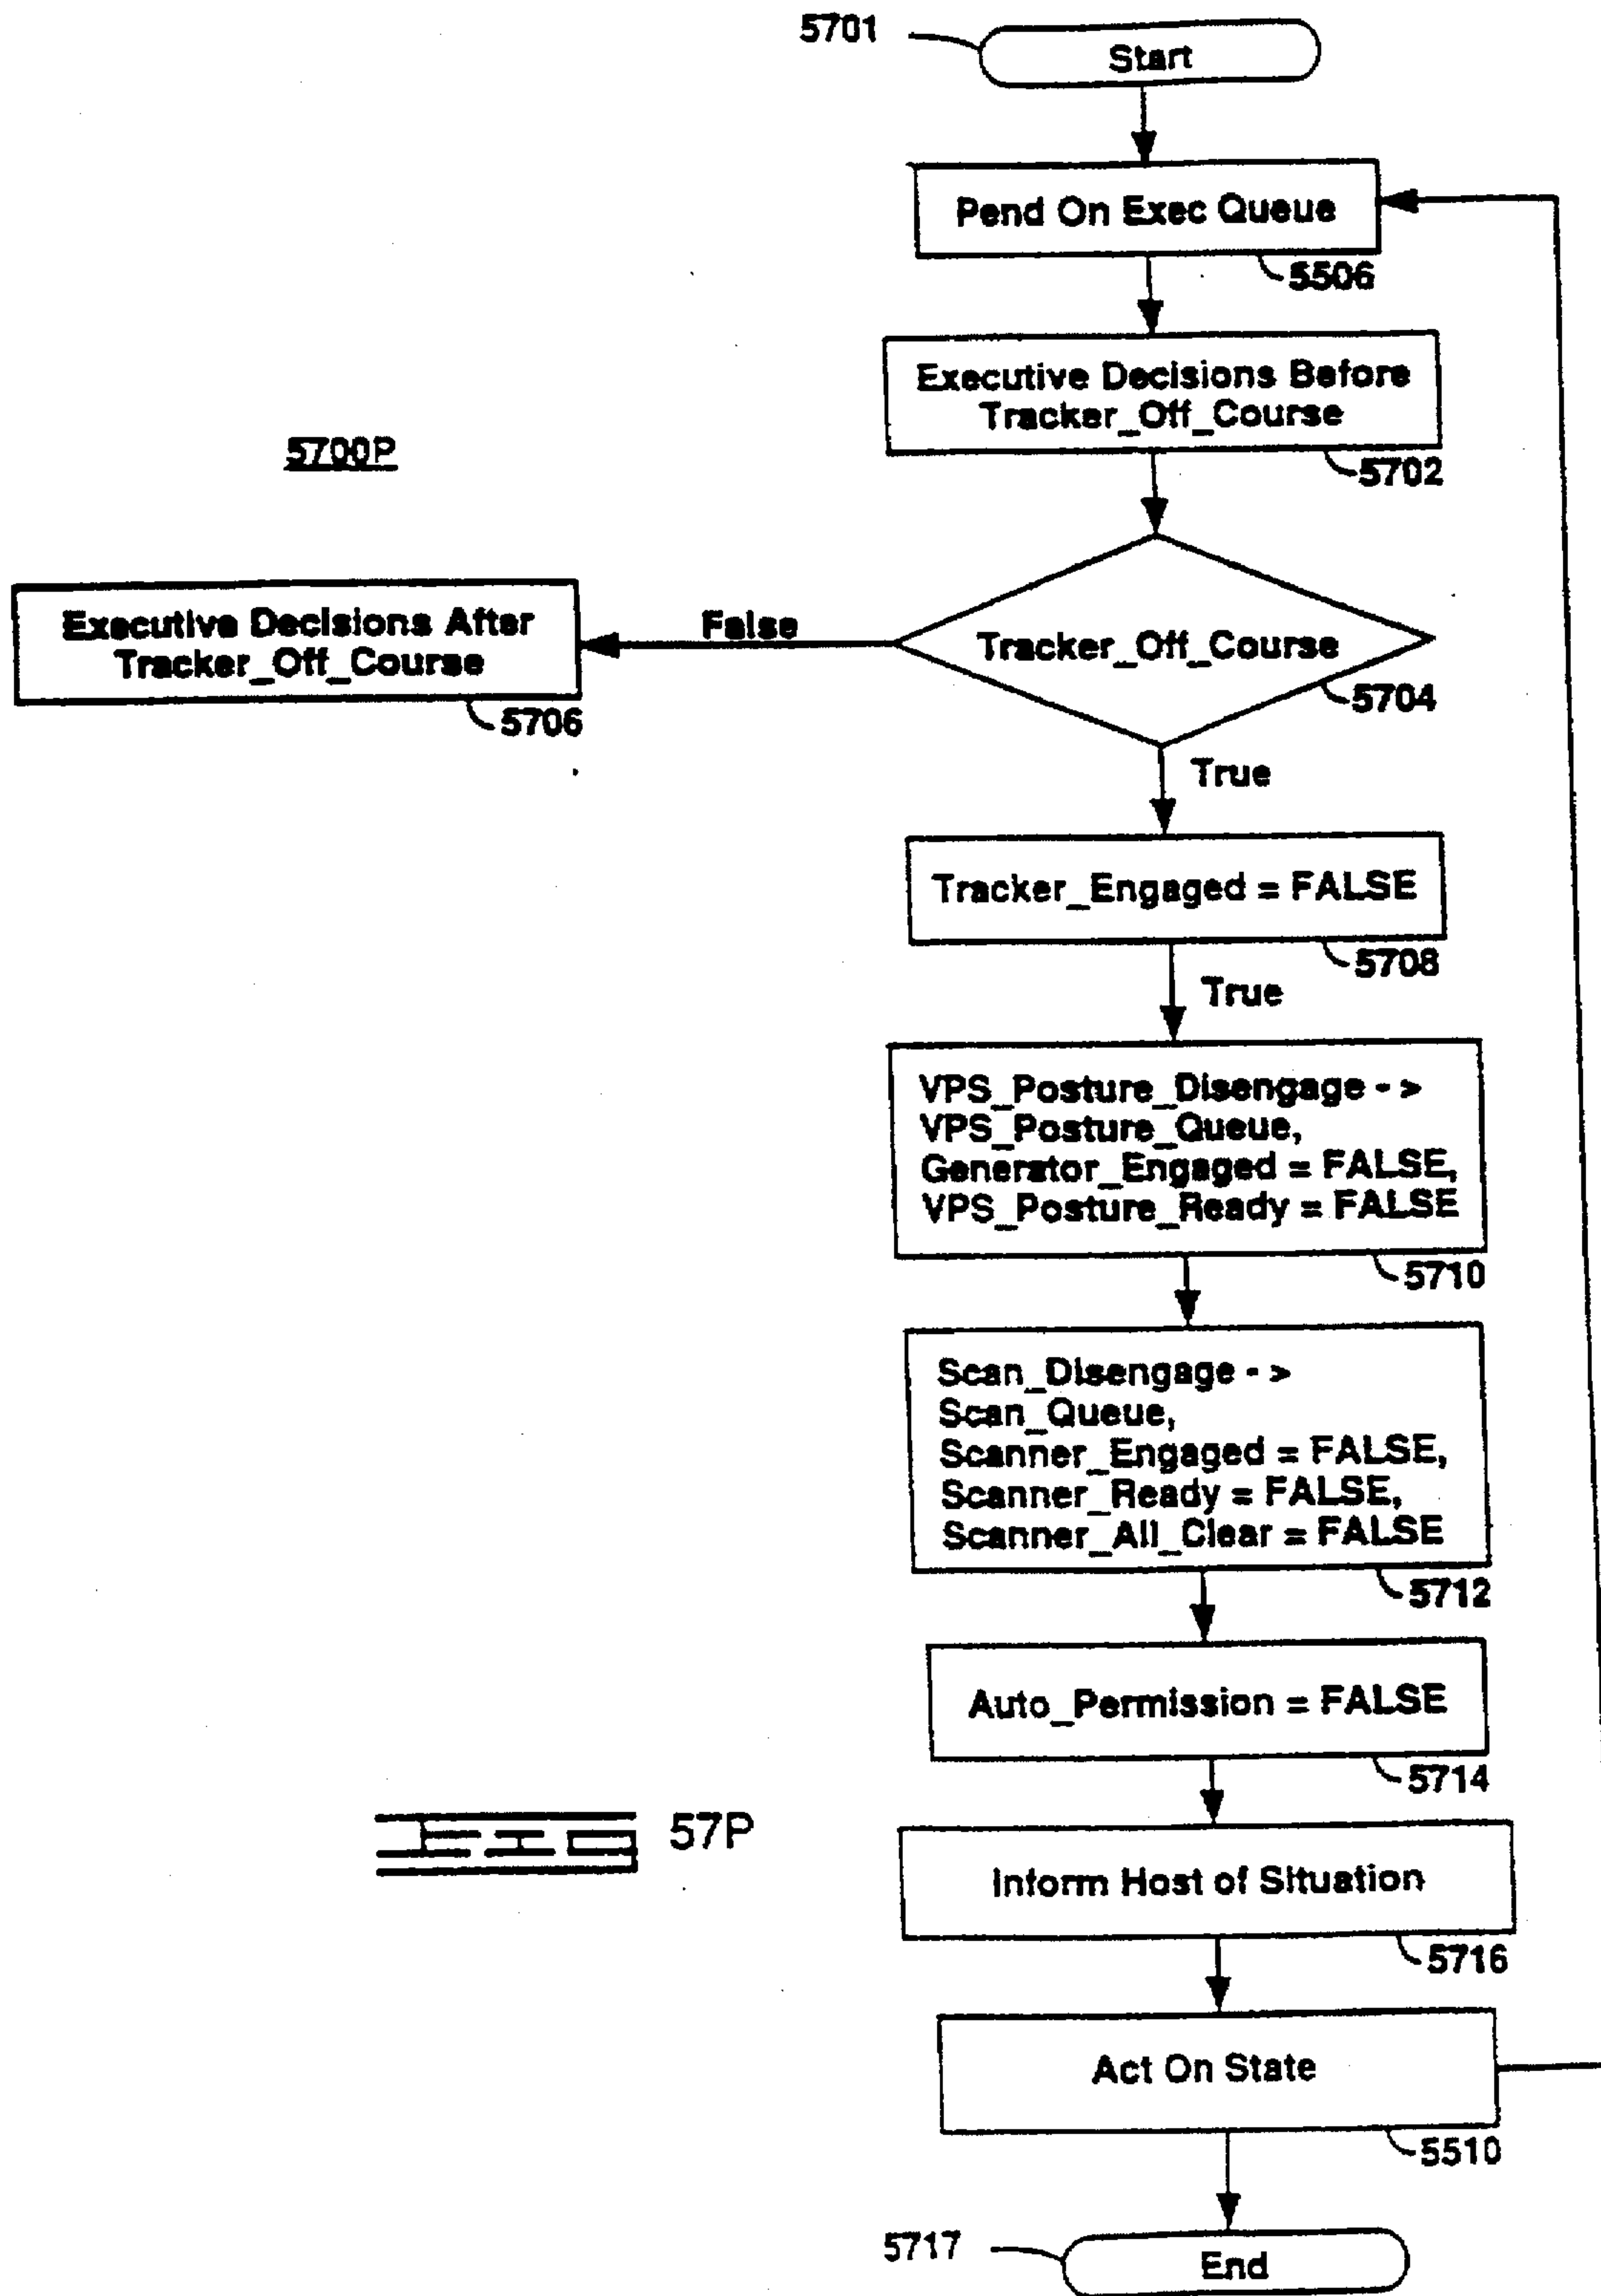 5701
Start
Pend On Exec Queue
5506
Executive Decisions Before
Tracker_Off_Course
5702
5700P
Executive Decisions After
Tracker_Off_Course
5706
False
Tracker_Off_Course
5704
True
Tracker_Engaged = FALSE
5708
True
VPS_Posture_Disengage - >
VPS_Posture_Queue,
Generator_Engaged = FALSE,
VPS_Posture_Ready = FALSE
5710
Scan_Disengage - >
Scan_Queue,
Scanner_Engaged = FALSE,
Scanner_Ready = FALSE,
Scanner_All_Clear = FALSE
5712
Auto_Permission = FALSE
5714
FIG 57P
Inform Host of Situation
5716
Act On State
5510
5717
End